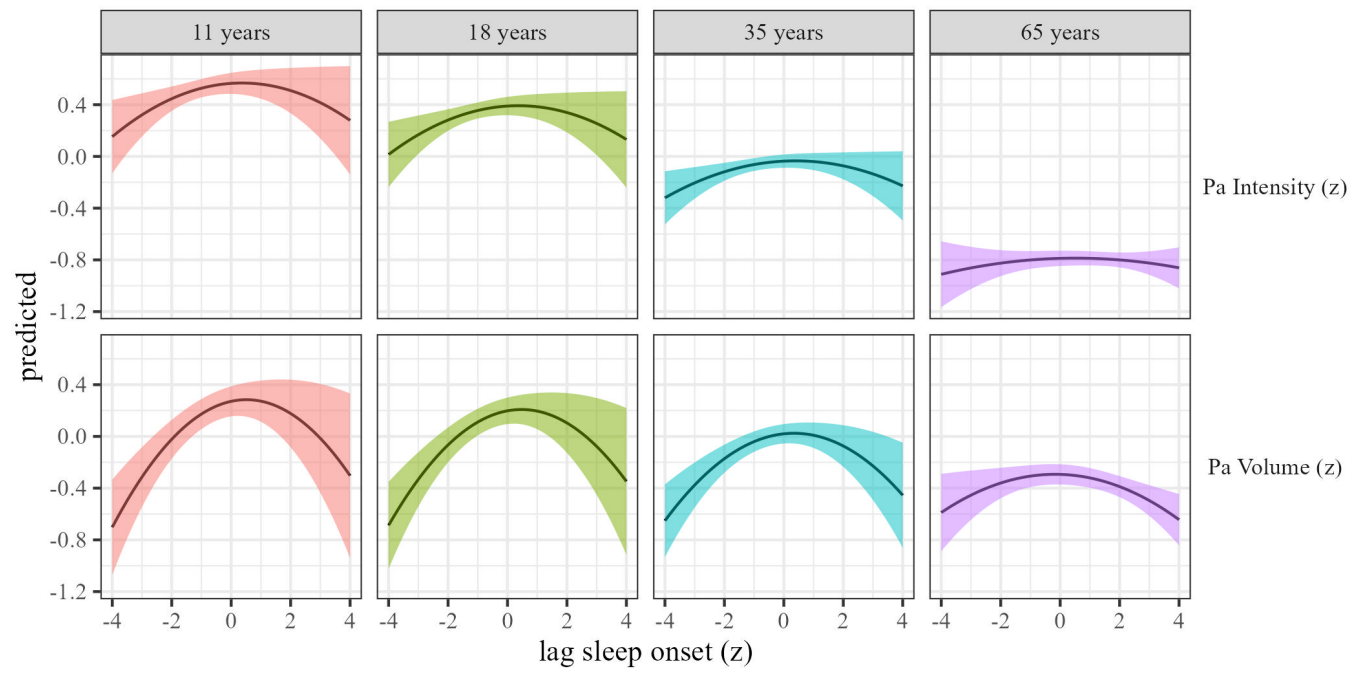 11 years 18 years 35 years 65 years
0.4
0.0
-0.4
-0.8
-1.2
Pa Intensity (z)
predicted
0.4
0.0
-0.4
-0.8
-1.2
Pa Volume (z)
-4 -2 0 2 4 -4 -2 0 2 4 -4 -2 0 2 4 -4 -2 0 2 4
lag sleep onset (z)